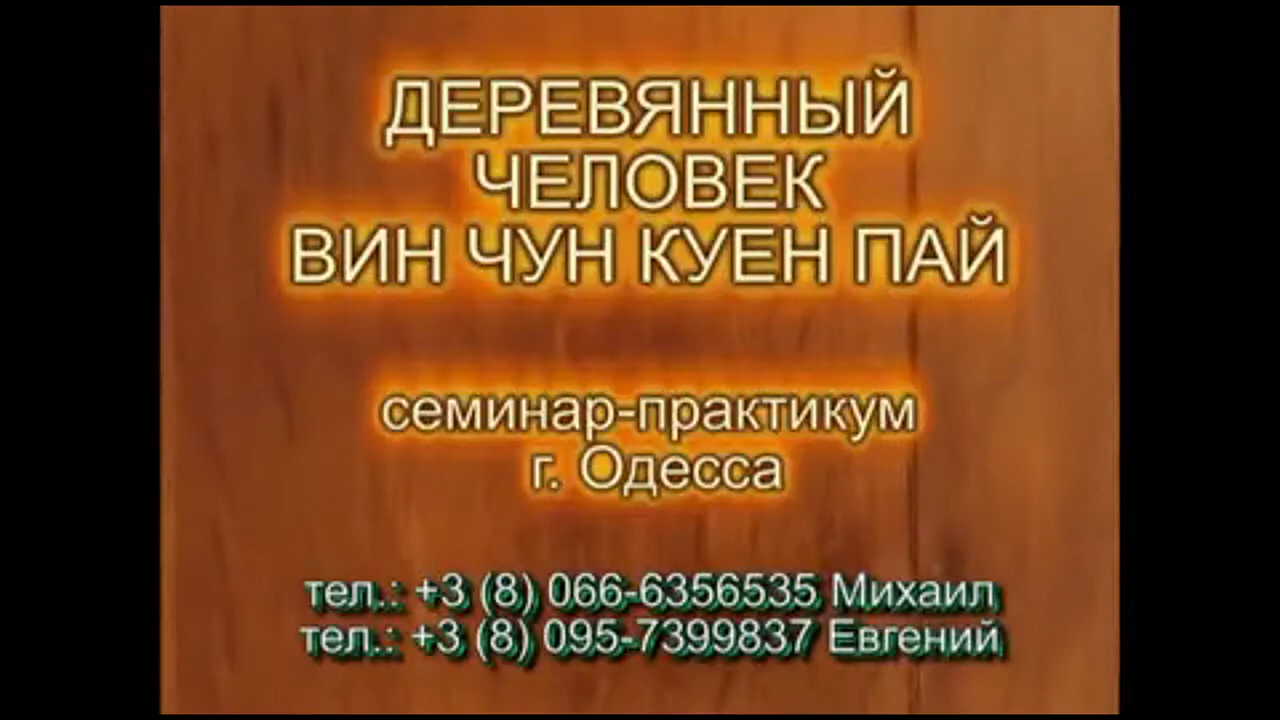 ДЕРЕВЯННЫЙ
ЧЕЛОВЕК
ВИН ЧУН КУЕН ПАЙ
семинар-практикум
г. Одесса
тел.: +3 (8) 066-6356535 Михаил
тел.: +3 (8) 095-7399837 Евгений